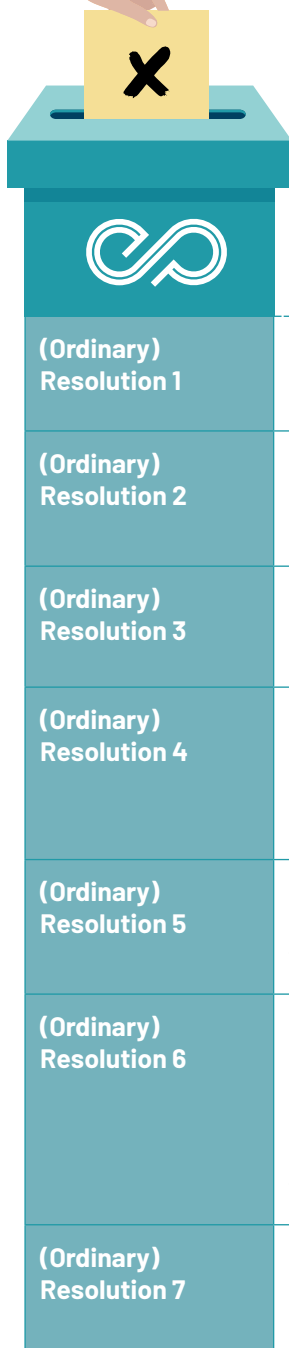 (Ordinary)
Resolution 1
(Ordinary)
Resolution 2
(Ordinary)
Resolution 3
(Ordinary)
Resolution 4
(Ordinary)
Resolution 5
(Ordinary)
Resolution 6
(Ordinary)
Resolution 7